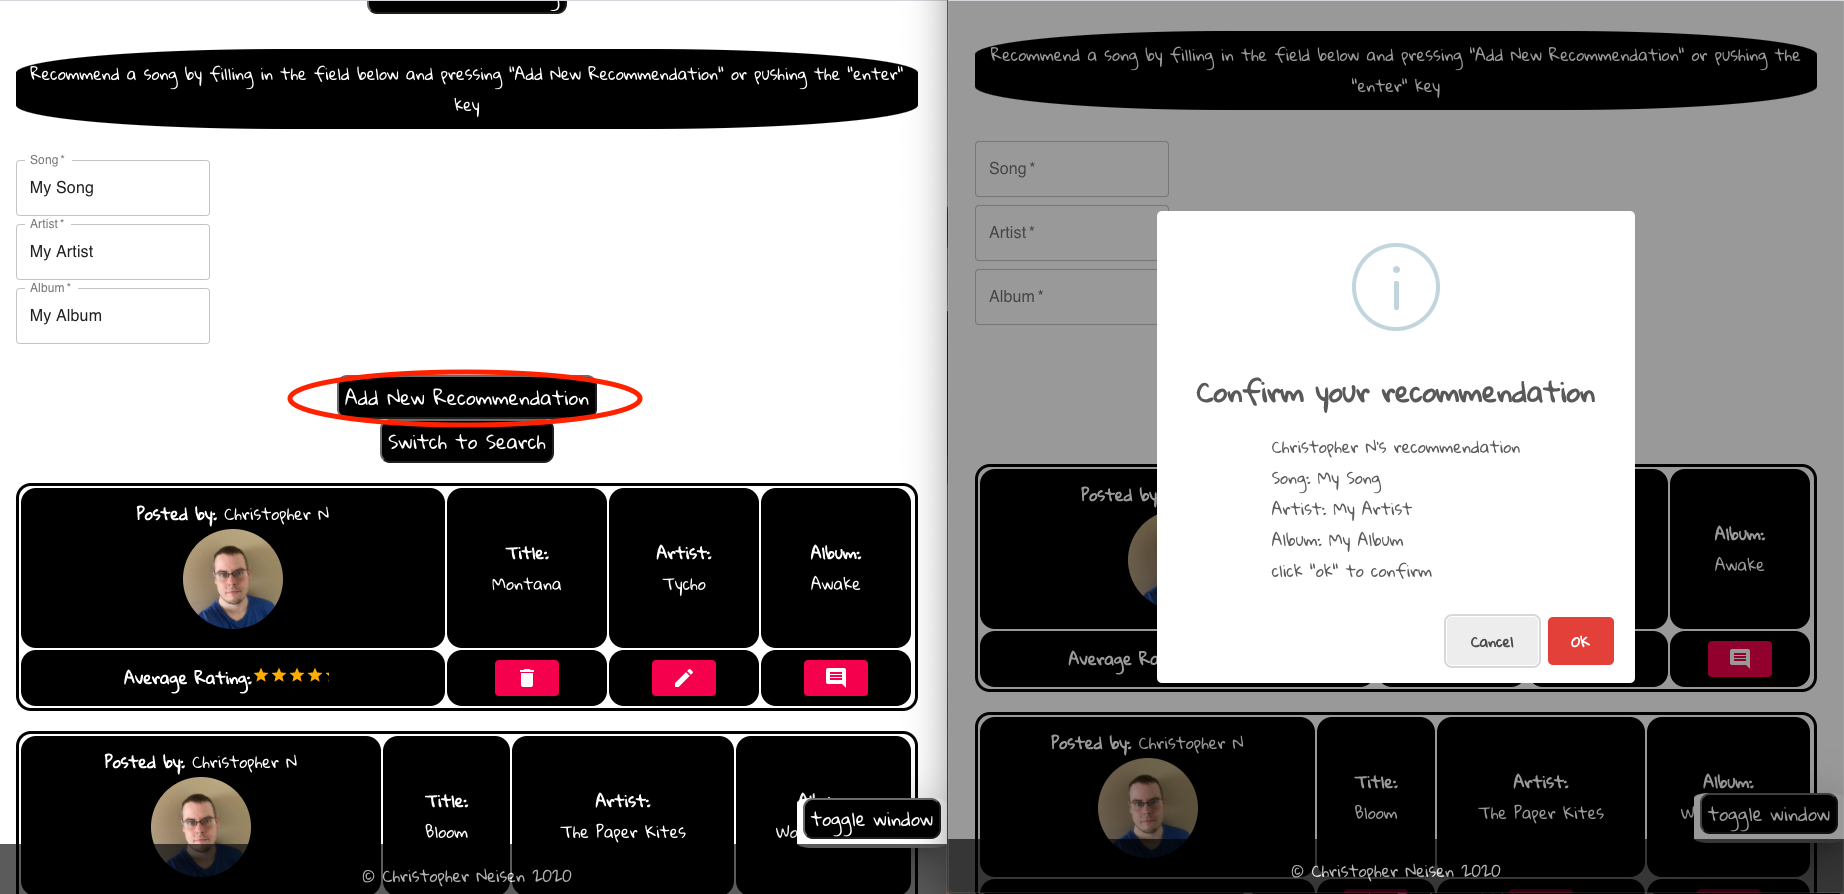 Recommend a song by filling in the field below and pressing "Add New Recommendation" or pushing the "enter"
key
Song *
My Song
Artist *
My Artist
Album *
My Album
Add New Recommendation
Switch to Search
Posted by: Christopher N
Title:
Montana
Artist:
Tycho
Album:
Awake
Average Rating:
Posted by: Christopher N
Title:
Bloom
Artist:
The Paper Kites
toggle window
© Christopher Neisen 2020
Recommend a song by filling in the field below and pressing "Add New Recommendation" or pushing the
"enter" key
Song *
Artist *
Album *
Confirm your recommendation
Christopher N's recommendation
Song: My Song
Artist: My Artist
Album: My Album
click "ok" to confirm
Cancel
OK
Posted by
Album:
Awake
Average Ra
Posted by: Christopher N
Title:
Bloom
Artist:
The Paper Kites
Album:
toggle window
© Christopher Neisen 2020